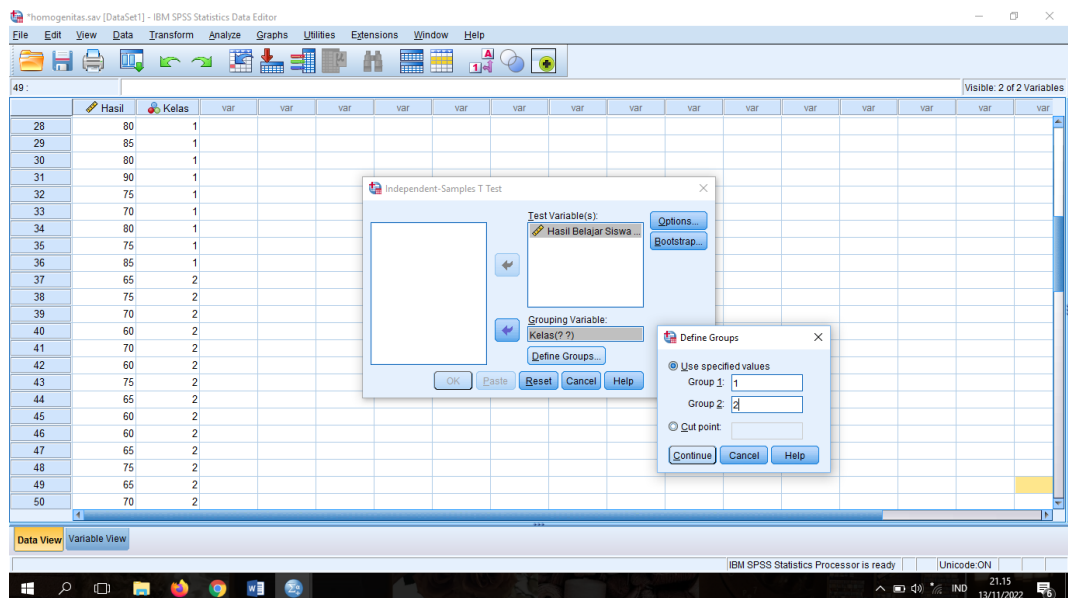 *homogenitas.sav [DataSet1] - IBM SPSS Statistics Data Editor
File Edit View Data Transform Analyze Graphs Utilities Extensions Window Help
49 :
Visible: 2 of 2 Variables
Hasil Kelas var var var var var var var var var var var var var var var
28 80 1
29 85 1
30 80 1
31 90 1
32 75 1
33 70 1
34 80 1
35 75 1
36 85 1
37 65 2
38 75 2
39 70 2
40 60 2
41 70 2
42 60 2
43 75 2
44 65 2
45 60 2
46 60 2
47 65 2
48 75 2
49 65 2
50 70 2
Independent-Samples T Test
Test Variable(s):
Hasil Belajar Siswa ...
Options...
Bootstrap...
Grouping Variable:
Kelas(? ?)
Define Groups...
OK Paste Reset Cancel Help
Define Groups
Use specified values
Group 1: 1
Group 2: 2
Cut point:
Continue Cancel Help
Data View Variable View
IBM SPSS Statistics Processor is ready Unicode:ON
IND 21.15
13/11/2022
6